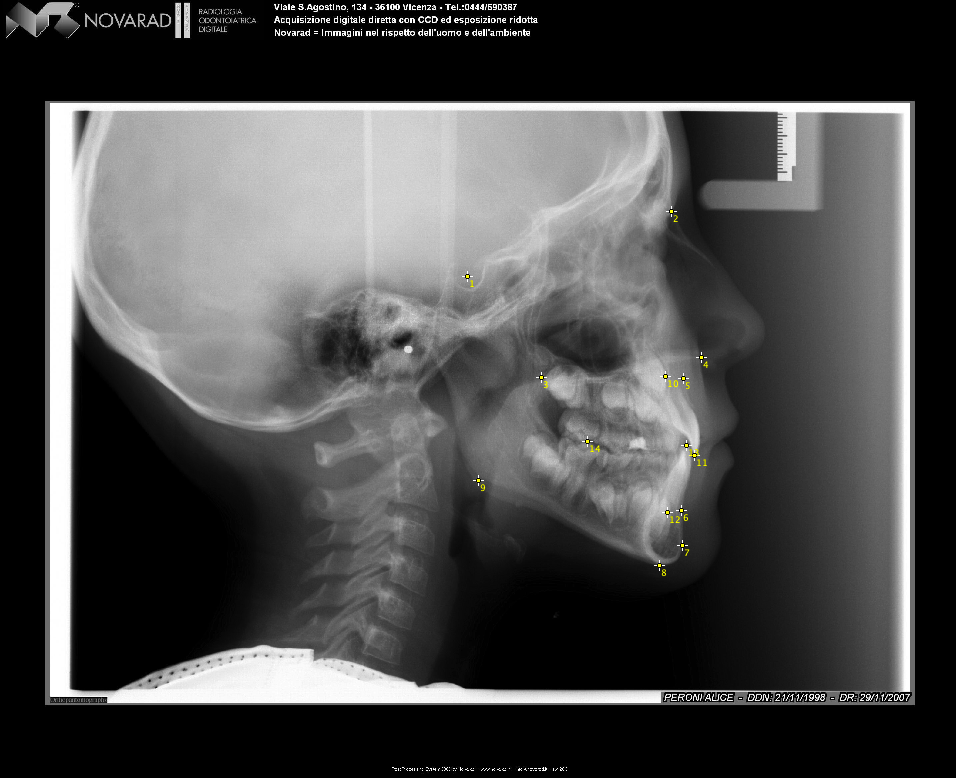 NOVARAD
RADIOLOGIA
ODONTOIATRICA
DIGITALE
Viale S.Agostino, 134 - 36100 Vicenza - Tel.:0444/590387
Acquisizione digitale diretta con CCD ed esposizione ridotta
Novarad = Immagini nel rispetto dell'uomo e dell'ambiente
2
1
4
3
10
5
14
11
9
12
6
7
8
PERONI ALICE - DDN: 21/11/1998 - DR: 29/11/2007